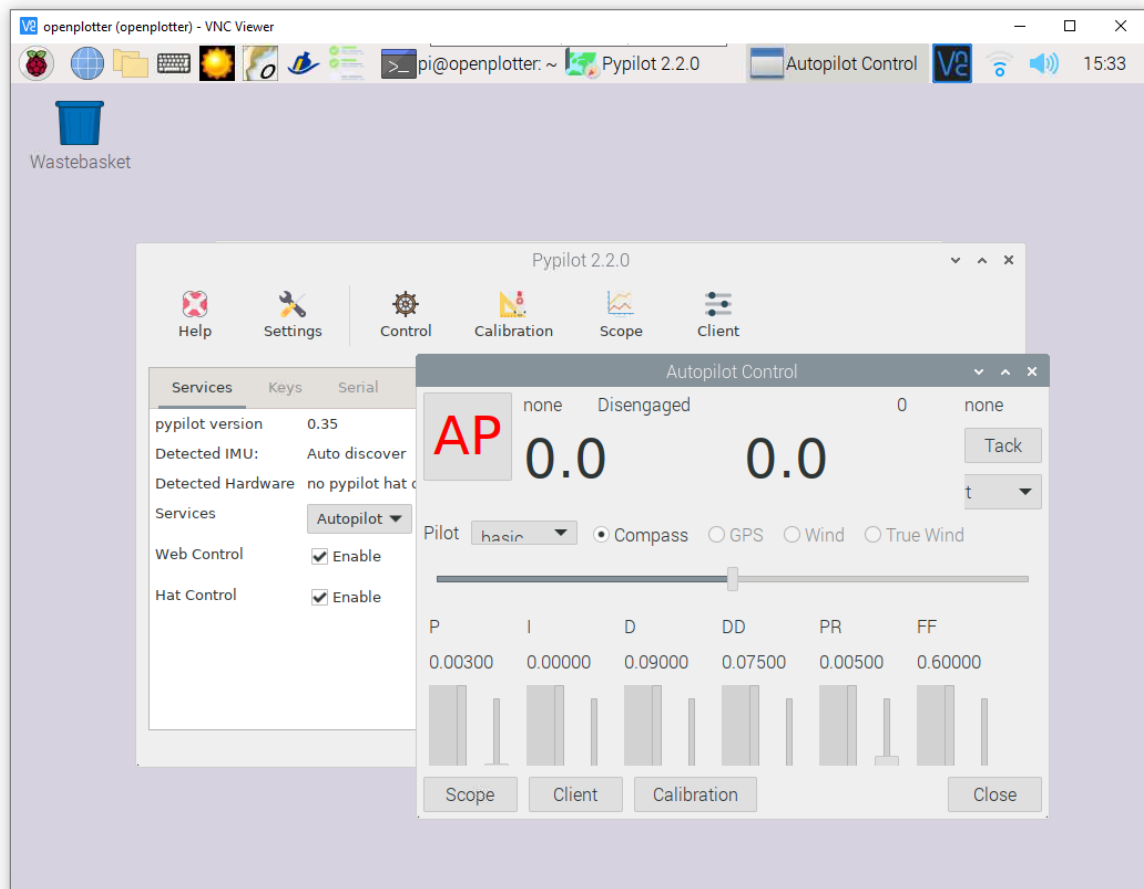 openplotter (openplotter) - VNC Viewer
pi@openplotter: ~ Pypilot 2.2.0 Autopilot Control 15:33
Wastebasket
Pypilot 2.2.0
Help Settings Control Calibration Scope Client
Services Keys Serial
pypilot version 0.35
Detected IMU: Auto discover
Detected Hardware no pypilot hat
Services Autopilot
Web Control Enable
Hat Control Enable
Autopilot Control
AP
none Disengaged 0 none
0.0 0.0
Tack
t
Pilot basic Compass GPS Wind True Wind
P I D DD PR FF
0.00300 0.00000 0.09000 0.07500 0.00500 0.60000
Scope Client Calibration Close